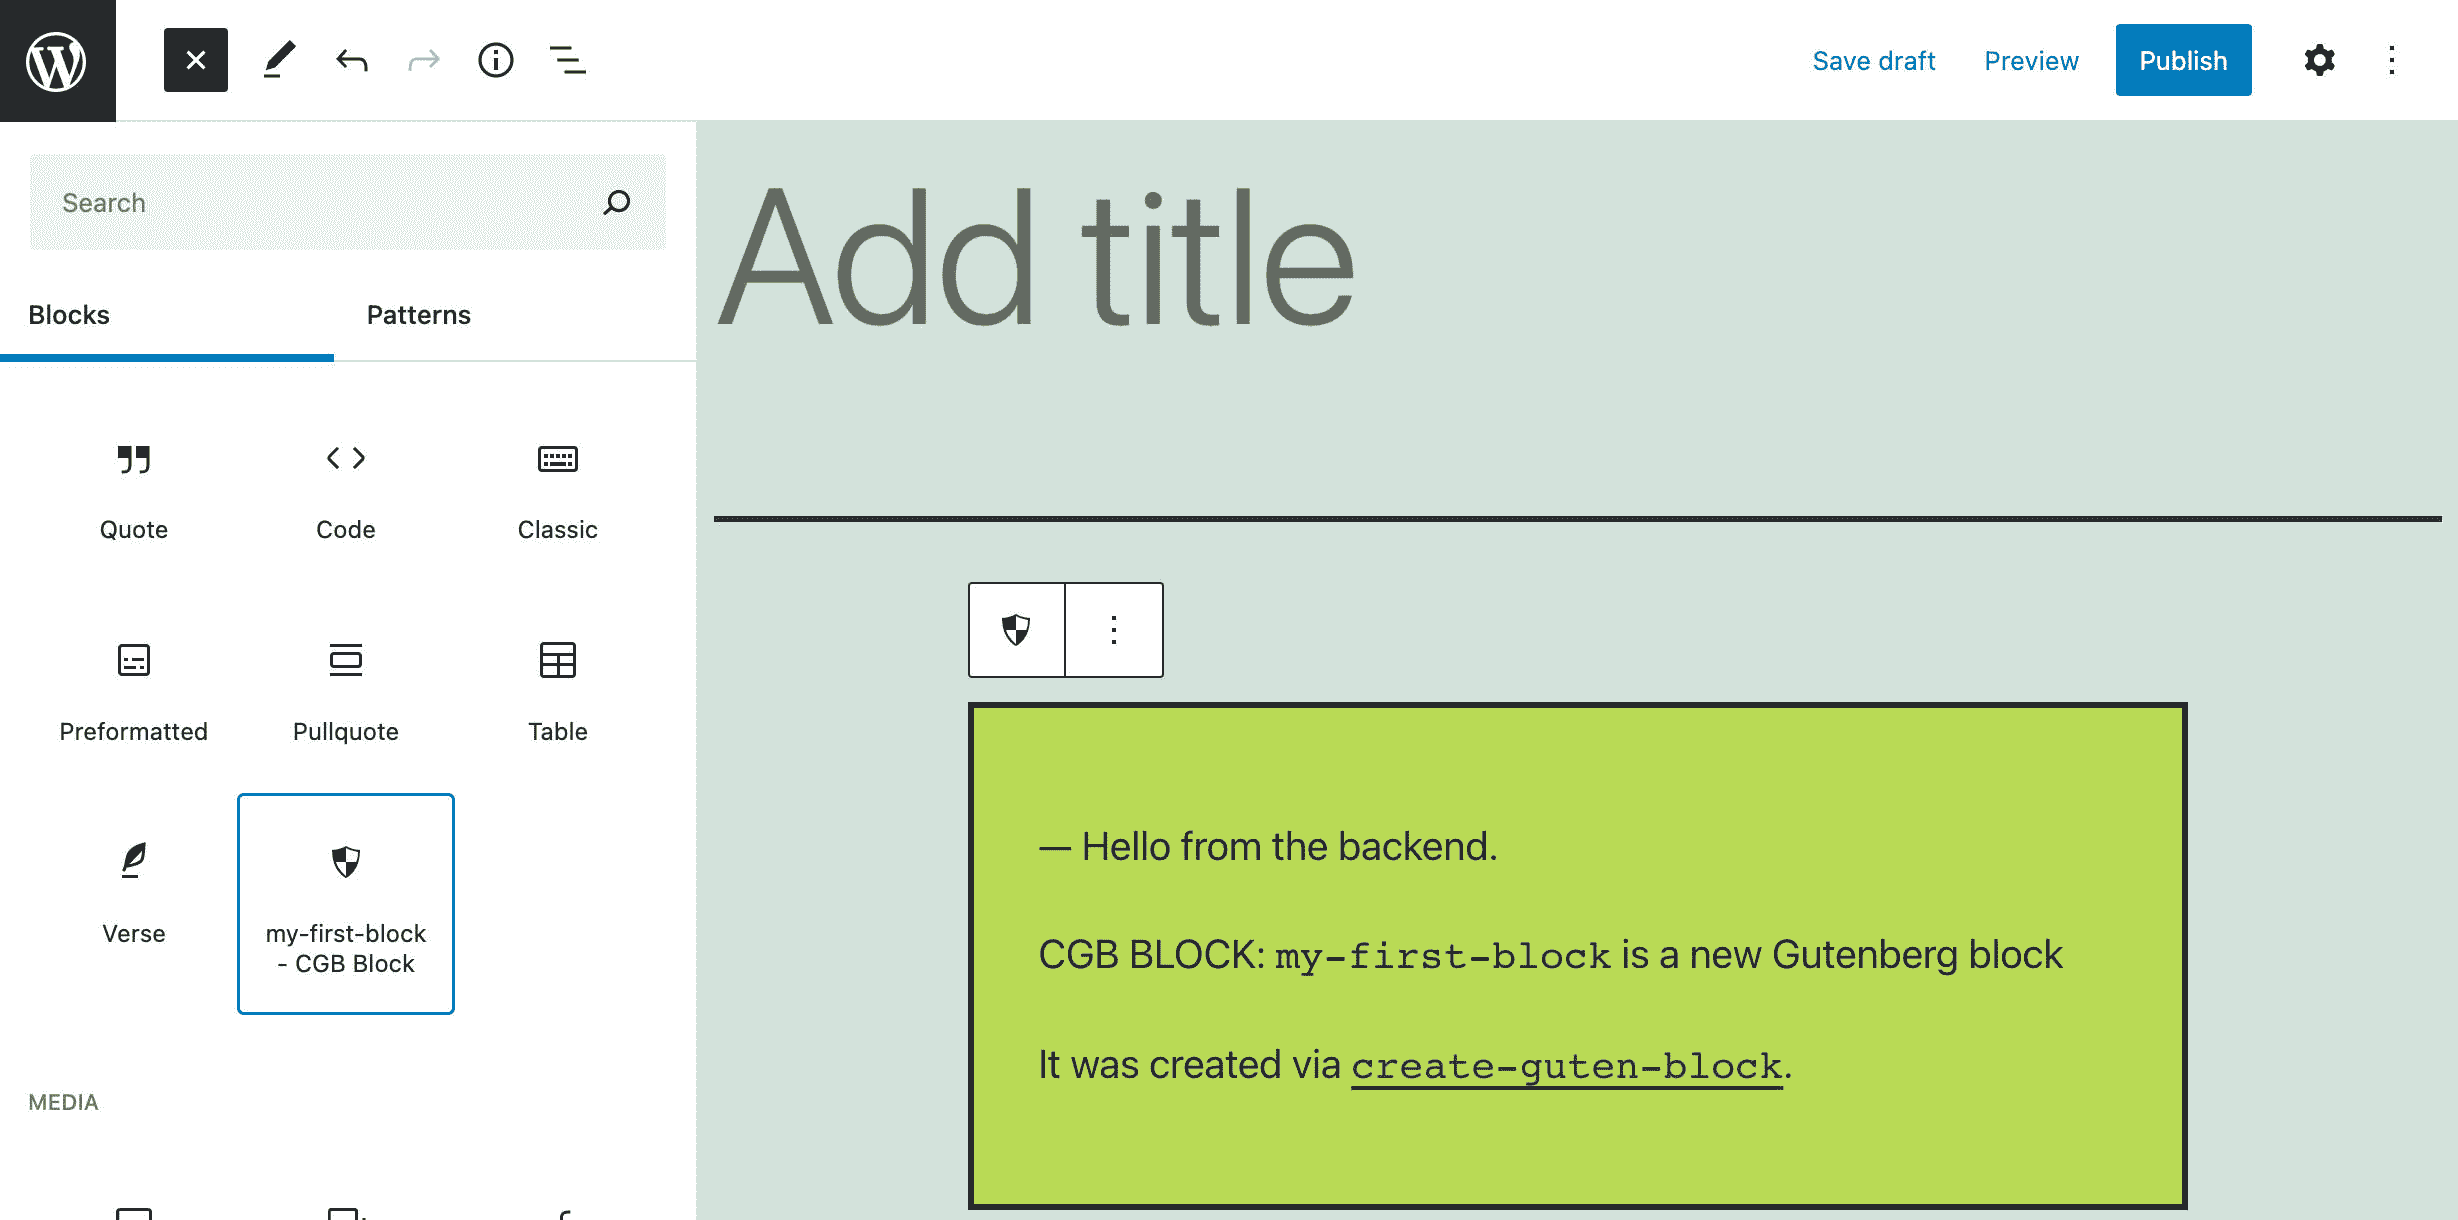 Save draft
Preview
Publish
Search
Blocks
Patterns
Quote
Code
Classic
Preformatted
Pullquote
Table
Verse
my-first-block
- CGB Block
MEDIA
Add title
— Hello from the backend.
CGB BLOCK: my-first-block is a new Gutenberg block
It was created via create-guten-block.